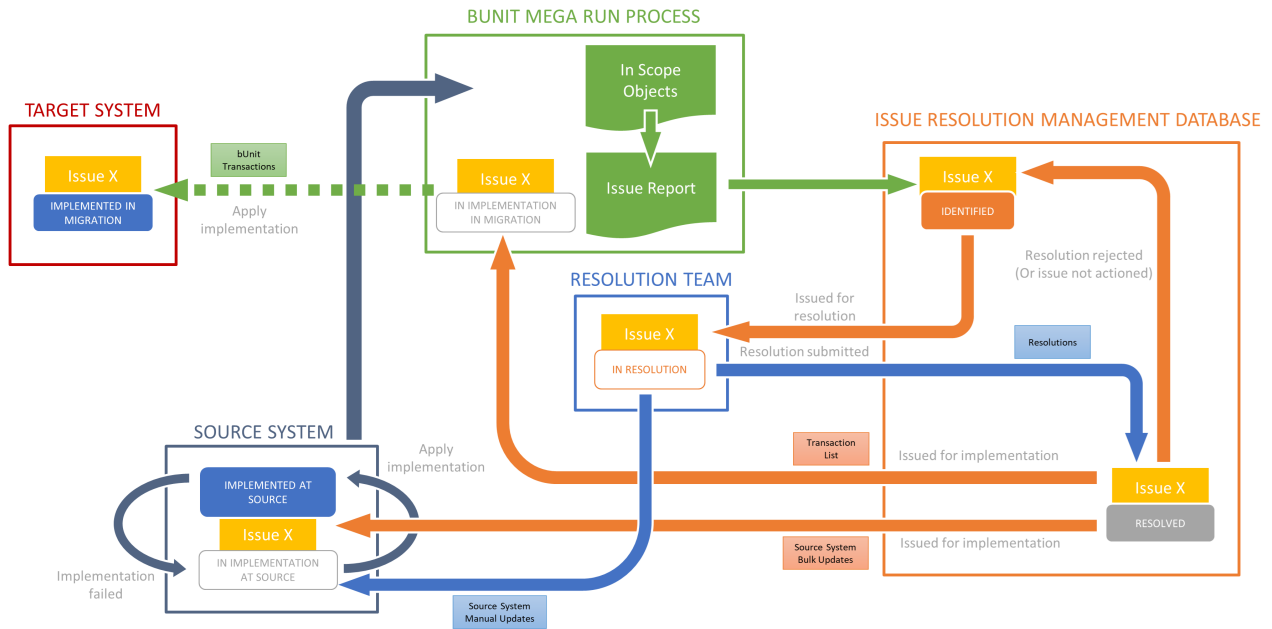 BUNIT MEGA RUN PROCESS
In Scope
Objects
Issue Report
Issue X
IN IMPLEMENTATION
IN MIGRATION
TARGET SYSTEM
Issue X
IMPLEMENTED IN
MIGRATION
bUnit
Transactions
Apply
implementation
ISSUE RESOLUTION MANAGEMENT DATABASE
Issue X
IDENTIFIED
Resolution rejected
(Or issue not actioned)
RESOLUTION TEAM
Issue X
IN RESOLUTION
Issued for
resolution
Resolution submitted
Resolutions
SOURCE SYSTEM
IMPLEMENTED AT
SOURCE
Issue X
IN IMPLEMENTATION
AT SOURCE
Apply
implementation
Implementation
failed
Transaction
List
Issued for implementation
Issue X
RESOLVED
Source System
Bulk Updates
Issued for implementation
Source System
Manual Updates